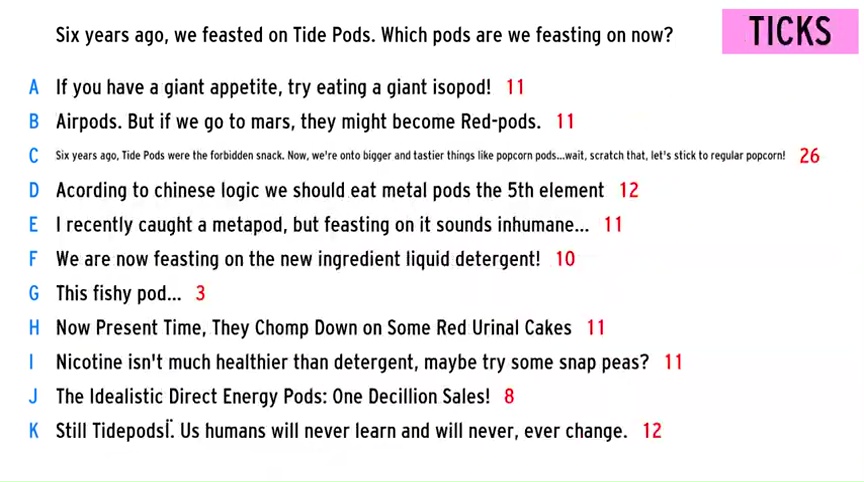 Six years ago, we feasted on Tide Pods. Which pods are we feasting on now?
TICKS
A If you have a giant appetite, try eating a giant isopod! 11
B Airpods. But if we go to mars, they might become Red-pods. 11
C Six years ago, Tide Pods were the forbidden snack. Now, we're onto bigger and tastier things like popcorn pods...wait, scratch that, let's stick to regular popcorn! 26
D Acording to chinese logic we should eat metal pods the 5th element 12
E I recently caught a metapod, but feasting on it sounds inhumane... 11
F We are now feasting on the new ingredient liquid detergent! 10
G This fishy pod... 3
H Now Present Time, They Chomp Down on Some Red Urinal Cakes 11
I Nicotine isn't much healthier than detergent, maybe try some snap peas? 11
J The Idealistic Direct Energy Pods: One Decillion Sales! 8
K Still Tidepodsï. Us humans will never learn and will never, ever change. 12